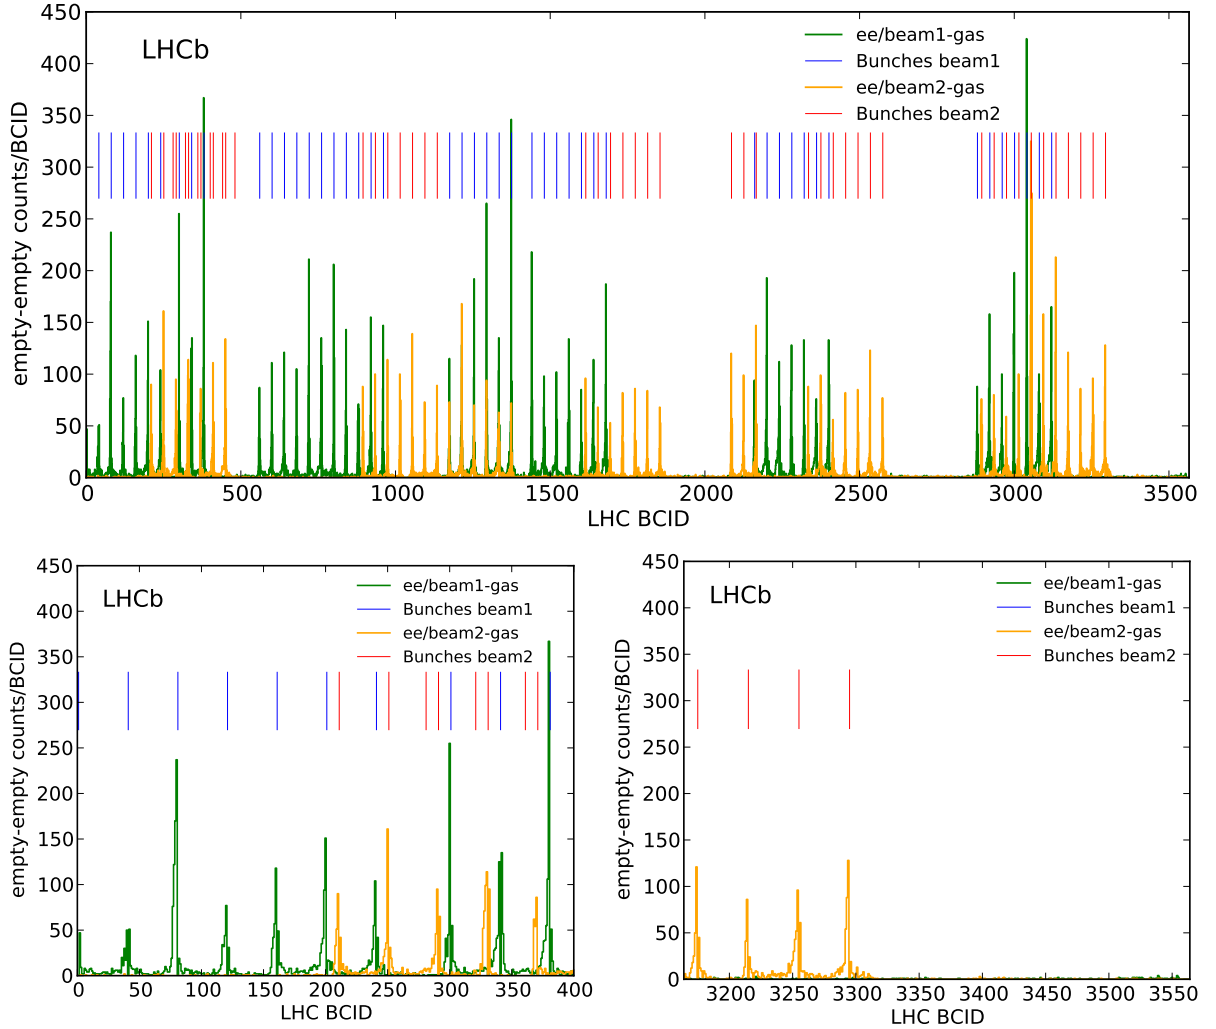 LHCb
ee/beam1-gas
Bunches beam1
ee/beam2-gas
Bunches beam2
empty-empty counts/BCID
450
400
350
300
250
200
150
100
50
0
0 500 1000 1500 2000 2500 3000 3500
LHC BCID
LHCb
ee/beam1-gas
Bunches beam1
ee/beam2-gas
Bunches beam2
empty-empty counts/BCID
450
400
350
300
250
200
150
100
50
0
0 50 100 150 200 250 300 350 400
LHC BCID
LHCb
ee/beam1-gas
Bunches beam1
ee/beam2-gas
Bunches beam2
empty-empty counts/BCID
450
400
350
300
250
200
150
100
50
0
3200 3250 3300 3350 3400 3450 3500 3550
LHC BCID